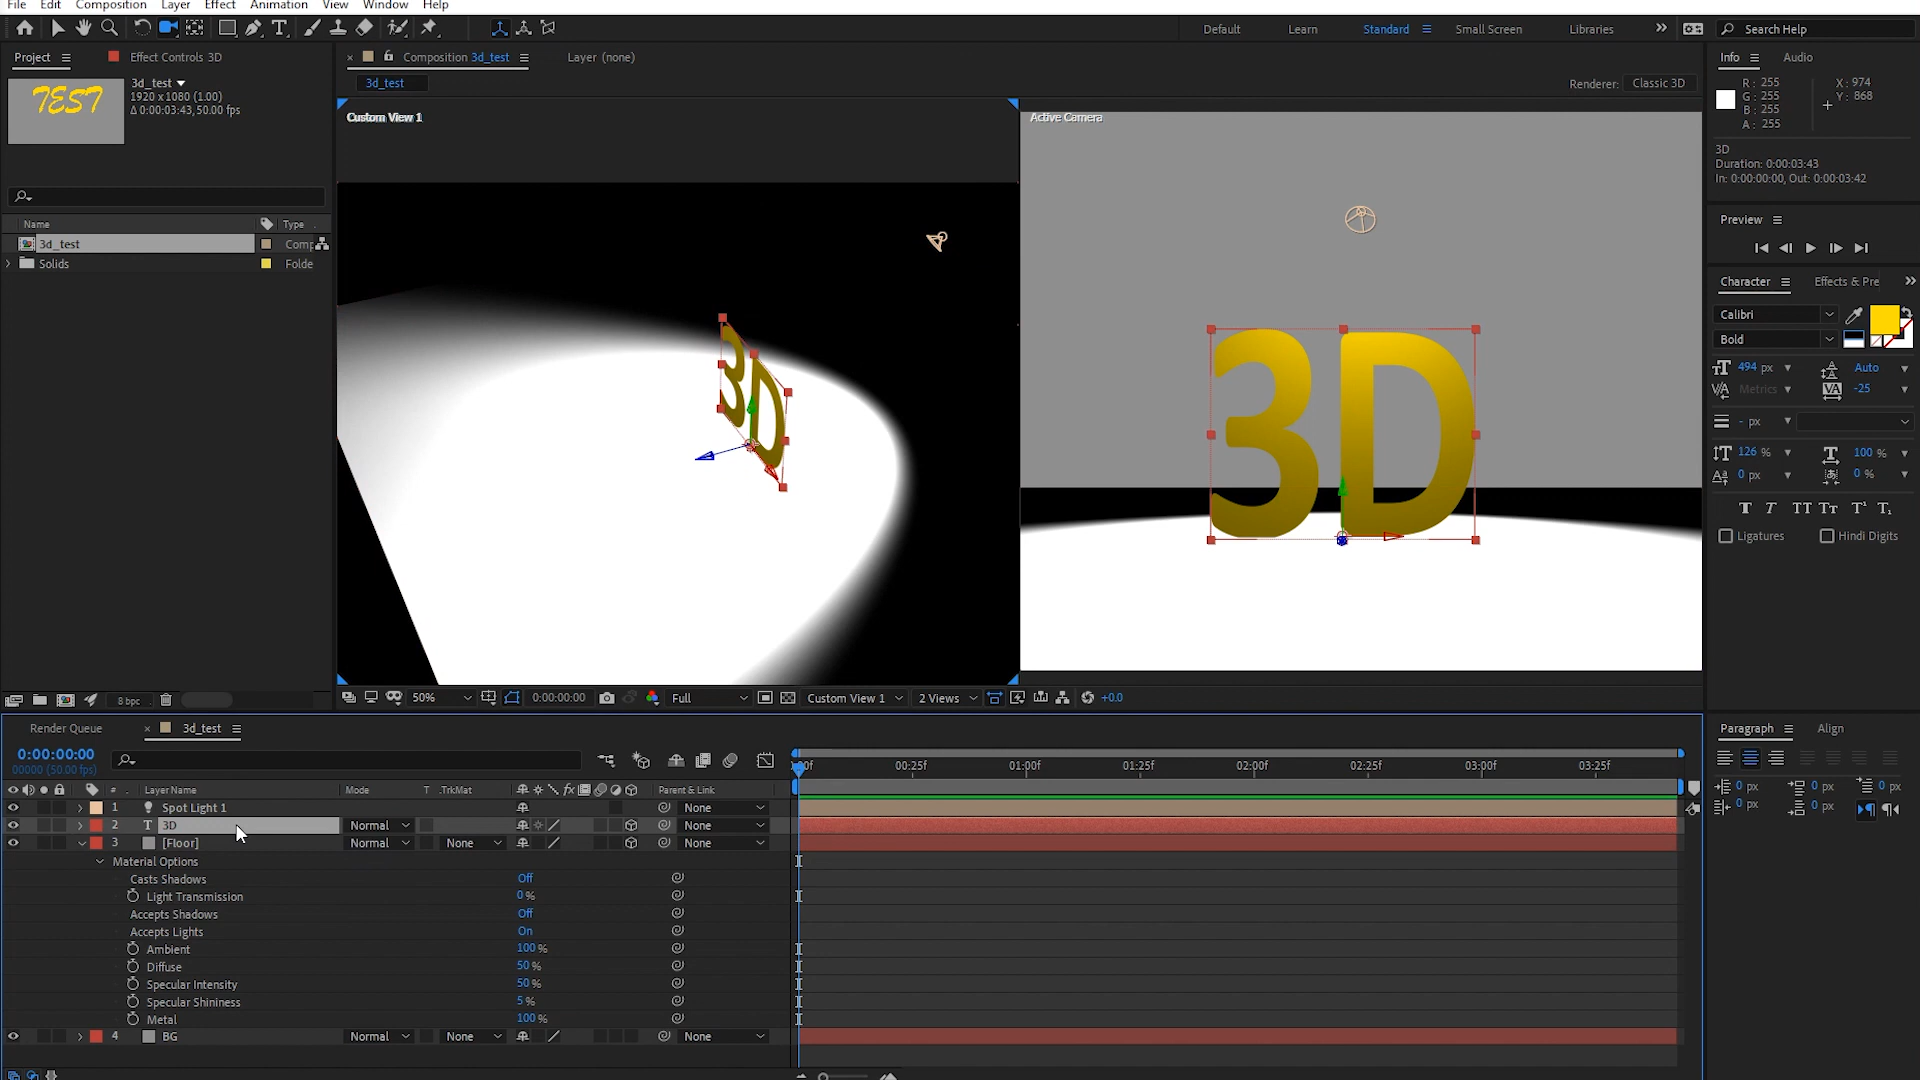 File Edit Composition Layer Effect Animation View Window Help
Default Learn Standard Small Screen Libraries Search Help
Project Effect Controls 3D
3d_test
1920 x 1080 (1.00)
Δ 0:00:03:43, 50.00 fps
TEST
Name Type
3d_test Comp
Solids Folde
8 bpc
Composition 3d_test Layer (none)
3d_test
Renderer: Classic 3D
Custom View 1
Active Camera
3D
3D
50% 0:00:00:00 Full Custom View 1 2 Views +0.0
Info Audio
R: 255 X: 974
G: 255 Y: 868
B: 255
A: 255
3D
Duration: 0:00:03:43
In: 0:00:00:00, Out: 0:00:03:42
Preview
Character Effects & Pre
Calibri
Bold
494 px Auto
Metrics -25
- px
126 % 100 %
0 px 0 %
T T TT Tt T¹ T₁
Ligatures Hindi Digits
Paragraph Align
0 px 0 px 0 px
0 px 0 px
Render Queue 3d_test
0:00:00:00
00000 (50.00 fps)
00:25f 01:00f 01:25f 02:00f 02:25f 03:00f 03:25f
Layer Name Mode T .TrkMat Parent & Link
1 Spot Light 1 None
2 T 3D Normal None
3 [Floor] Normal None None
Material Options
Casts Shadows Off
Light Transmission 0 %
Accepts Shadows Off
Accepts Lights On
Ambient 100 %
Diffuse 50 %
Specular Intensity 50 %
Specular Shininess 5 %
Metal 100 %
4 BG Normal None None